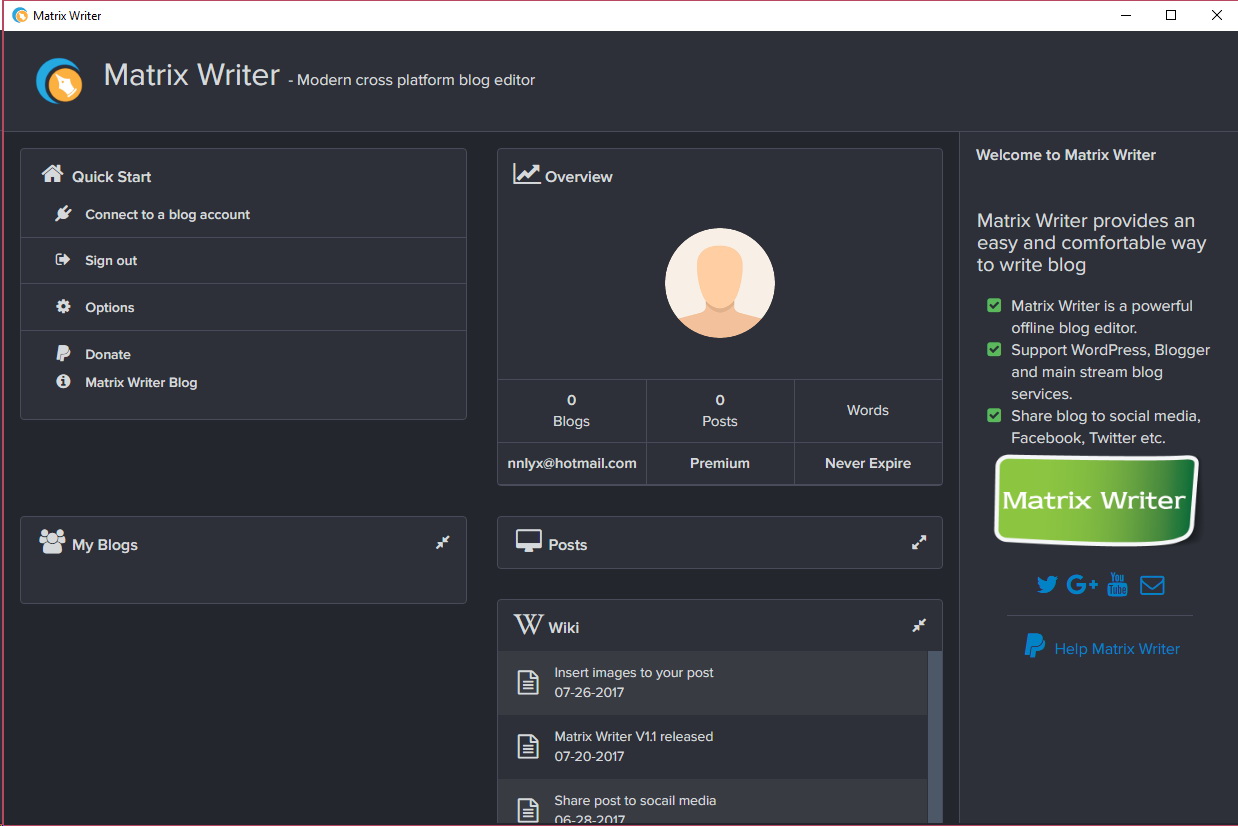 Matrix Writer
Matrix Writer - Modern cross platform blog editor
Quick Start
Connect to a blog account
Sign out
Options
Donate
Matrix Writer Blog
Overview
0
Blogs
0
Posts
Words
nnlyx@hotmail.com
Premium
Never Expire
My Blogs
Posts
W Wiki
Insert images to your post
07-26-2017
Matrix Writer V1.1 released
07-20-2017
Share post to socail media
06-28-2017
Welcome to Matrix Writer
Matrix Writer provides an
easy and comfortable way
to write blog
Matrix Writer is a powerful
offline blog editor.
Support WordPress, Blogger
and main stream blog
services.
Share blog to social media,
Facebook, Twitter etc.
Matrix Writer
G+
You
Tube
Help Matrix Writer